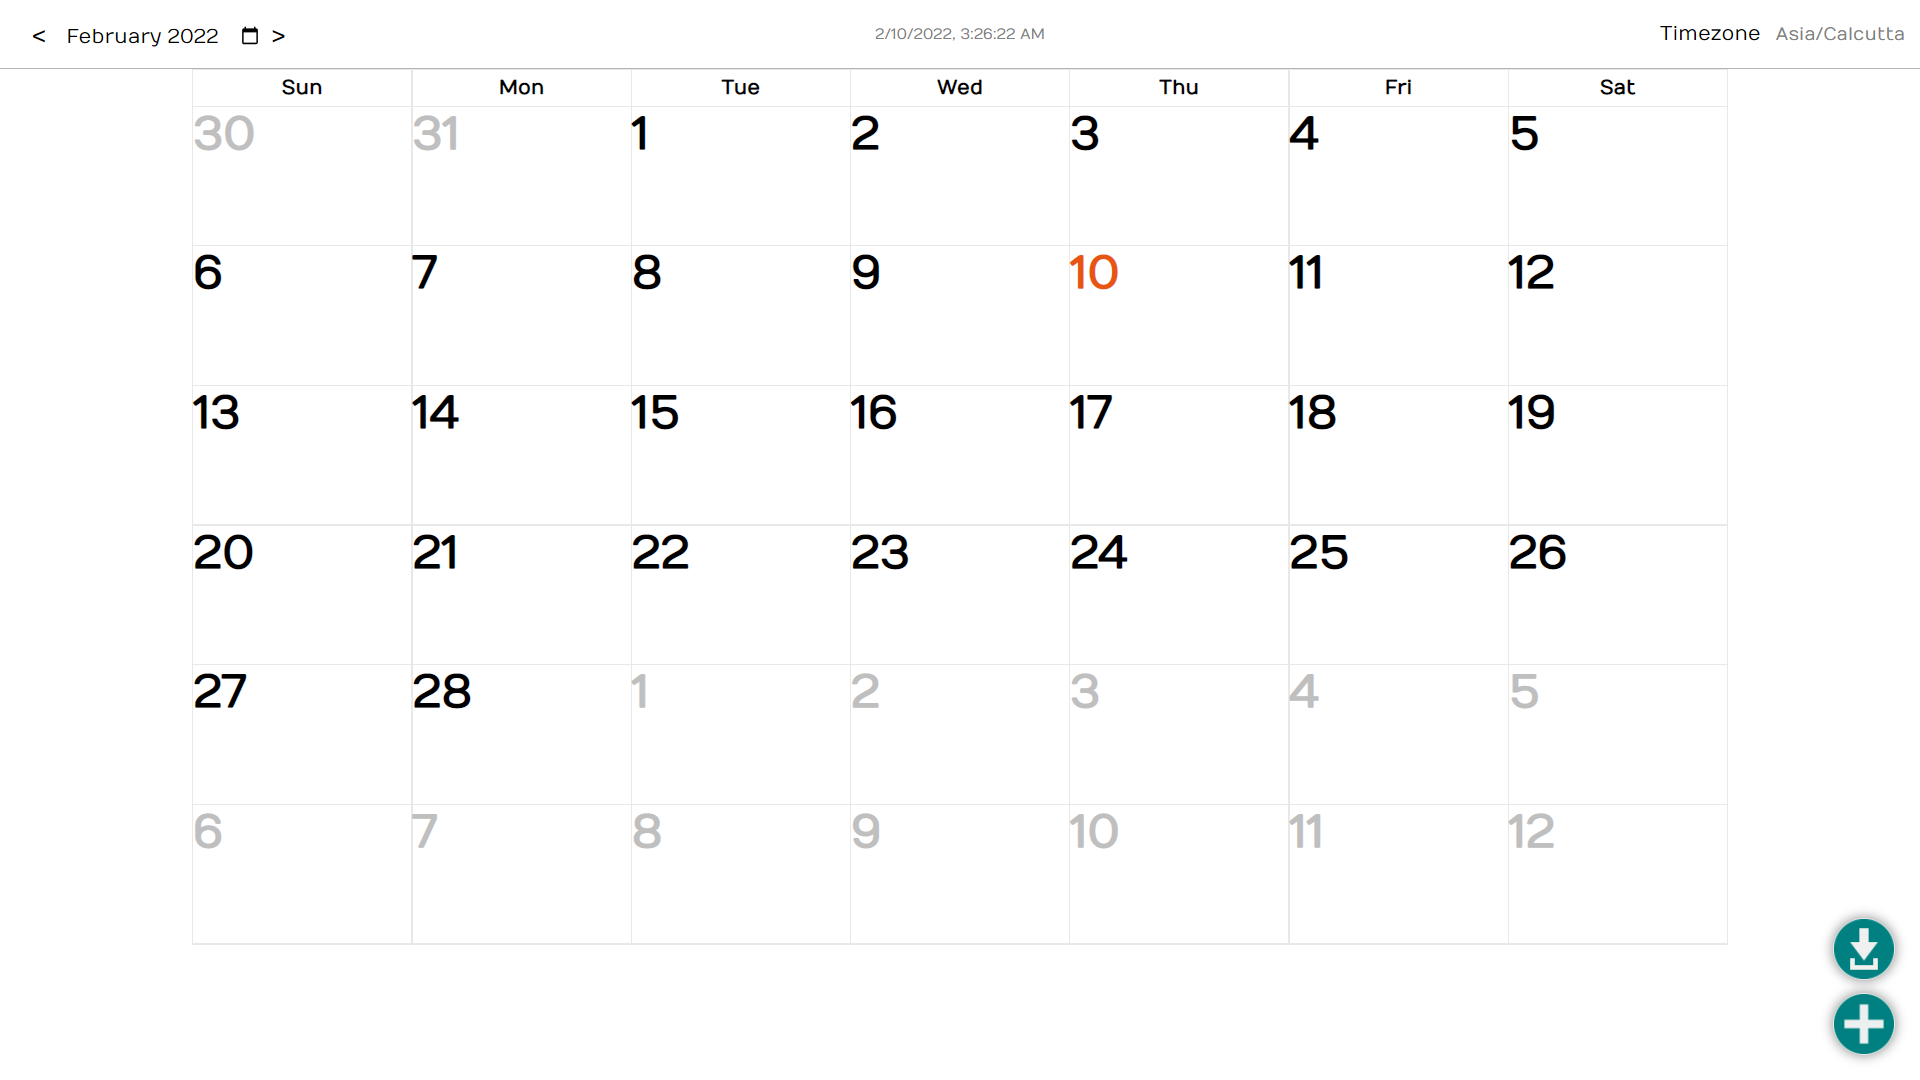 < February 2022 >
2/10/2022, 3:26:22 AM
Timezone Asia/Calcutta
Sun Mon Tue Wed Thu Fri Sat
30 31 1 2 3 4 5
6 7 8 9 10 11 12
13 14 15 16 17 18 19
20 21 22 23 24 25 26
27 28 1 2 3 4 5
6 7 8 9 10 11 12